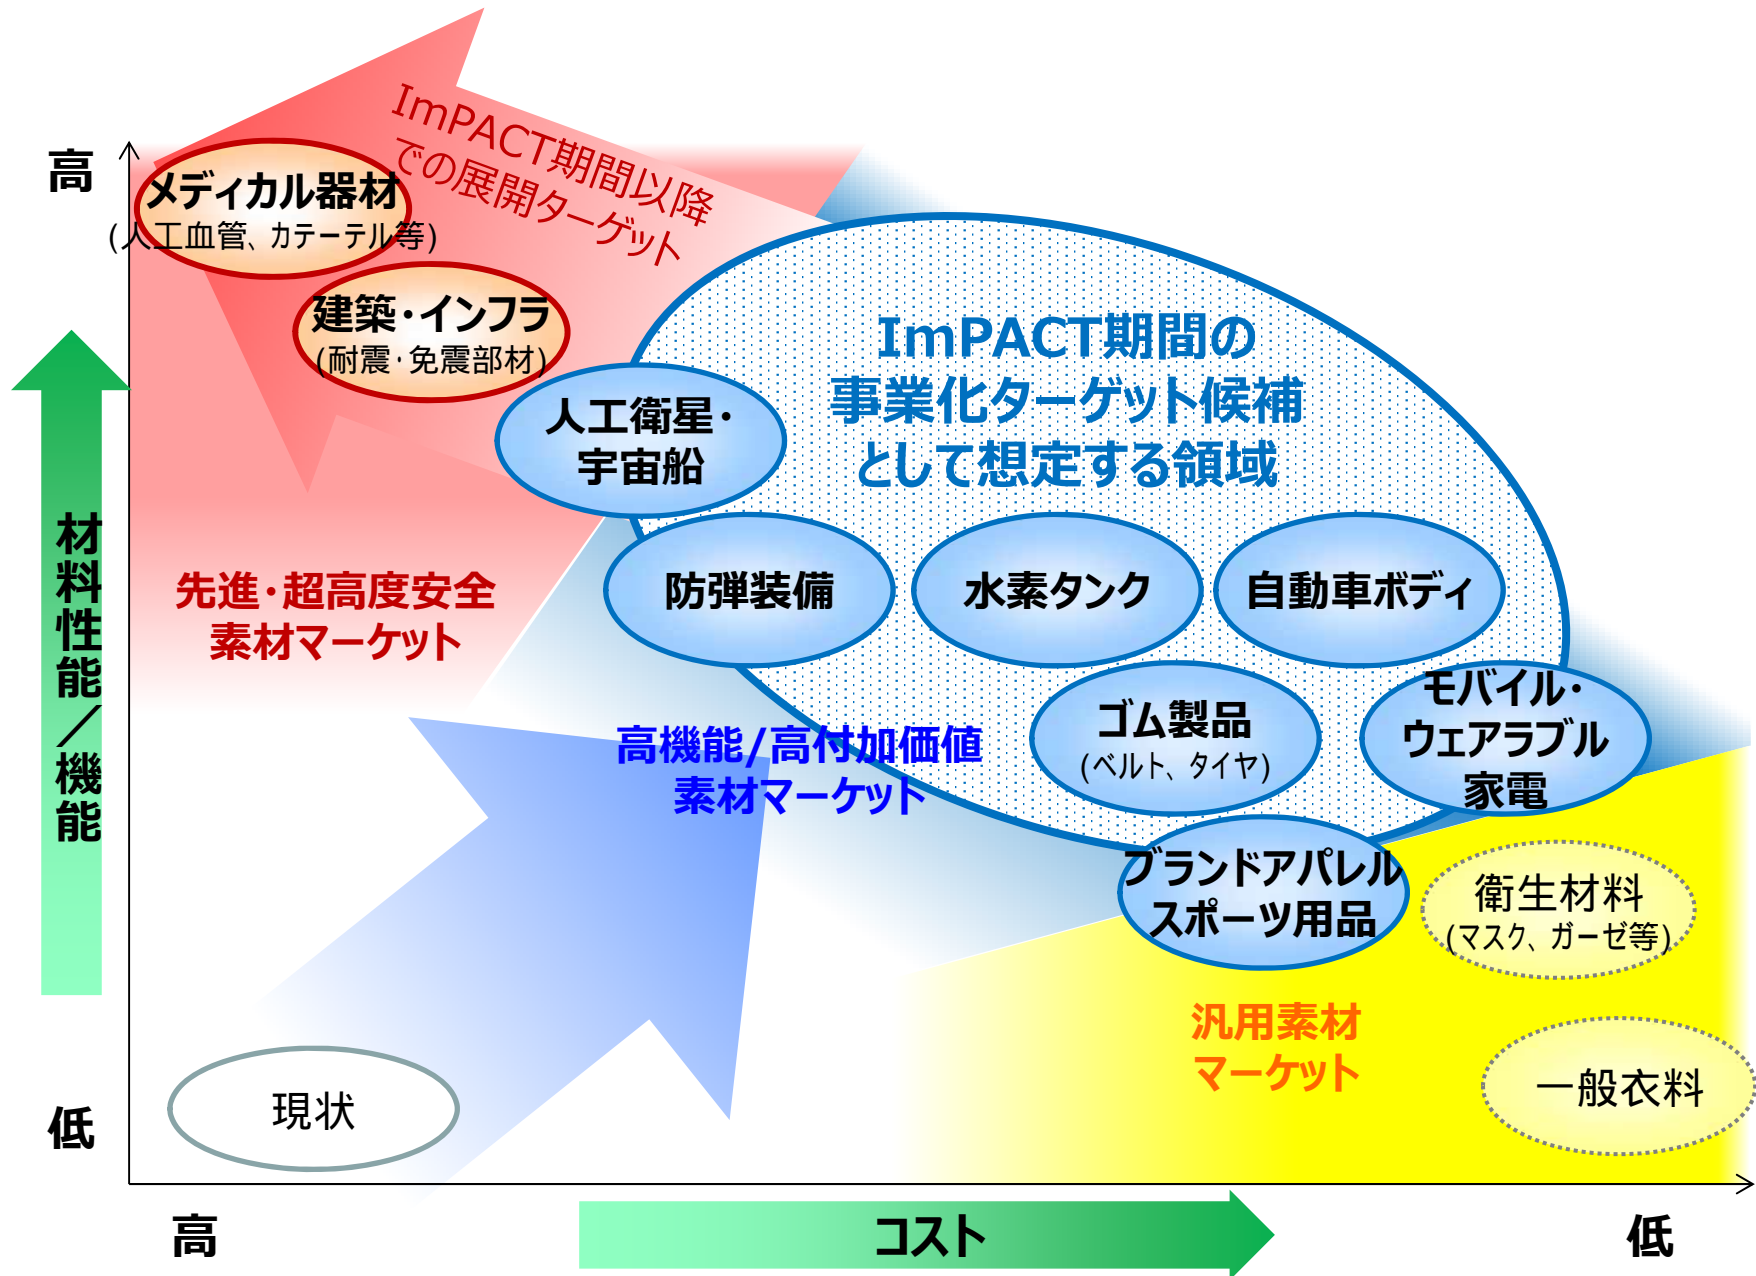 高
メディカル器材
(人工血管、カテーテル等)
ImPACT期間以降
での展開ターゲット
建築・インフラ
(耐震・免震部材)
ImPACT期間の
事業化ターゲット候補
として想定する領域
人工衛星・
宇宙船
防弾装備
水素タンク
自動車ボディ
先進・超高度安全
素材マーケット
材料性能／機能
高機能/高付加価値
素材マーケット
ゴム製品
(ベルト、タイヤ)
モバイル・
ウェアラブル
家電
ブランドアパレル
スポーツ用品
衛生材料
(マスク、ガーゼ等)
汎用素材
マーケット
一般衣料
現状
低
高
コスト
低